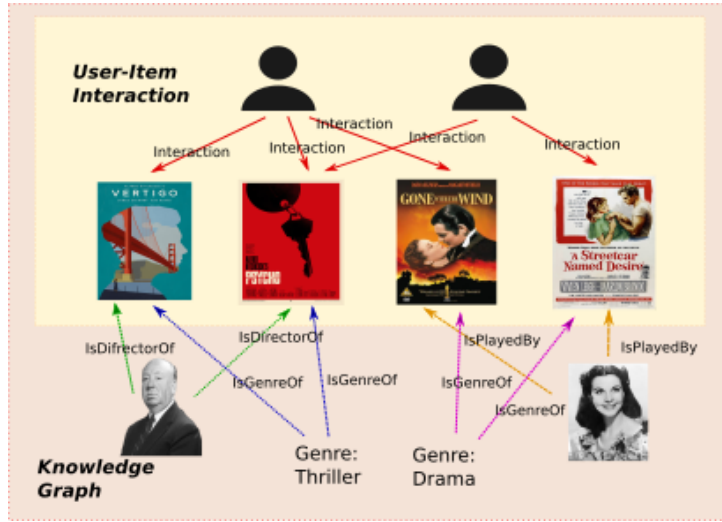 User-Item
Interaction
Interaction
Interaction
Interaction
Interaction
Interaction
VERTIGO
GONE WITH THE WIND
A Streetcar
Named Desire
IsDifrectorOf
IsDirectorOf
IsPlayedBy
IsPlayedBy
IsGenreOf
IsGenreOf
IsGenreOf
IsGenreOf
Genre:
Thriller
Genre:
Drama
Knowledge
Graph